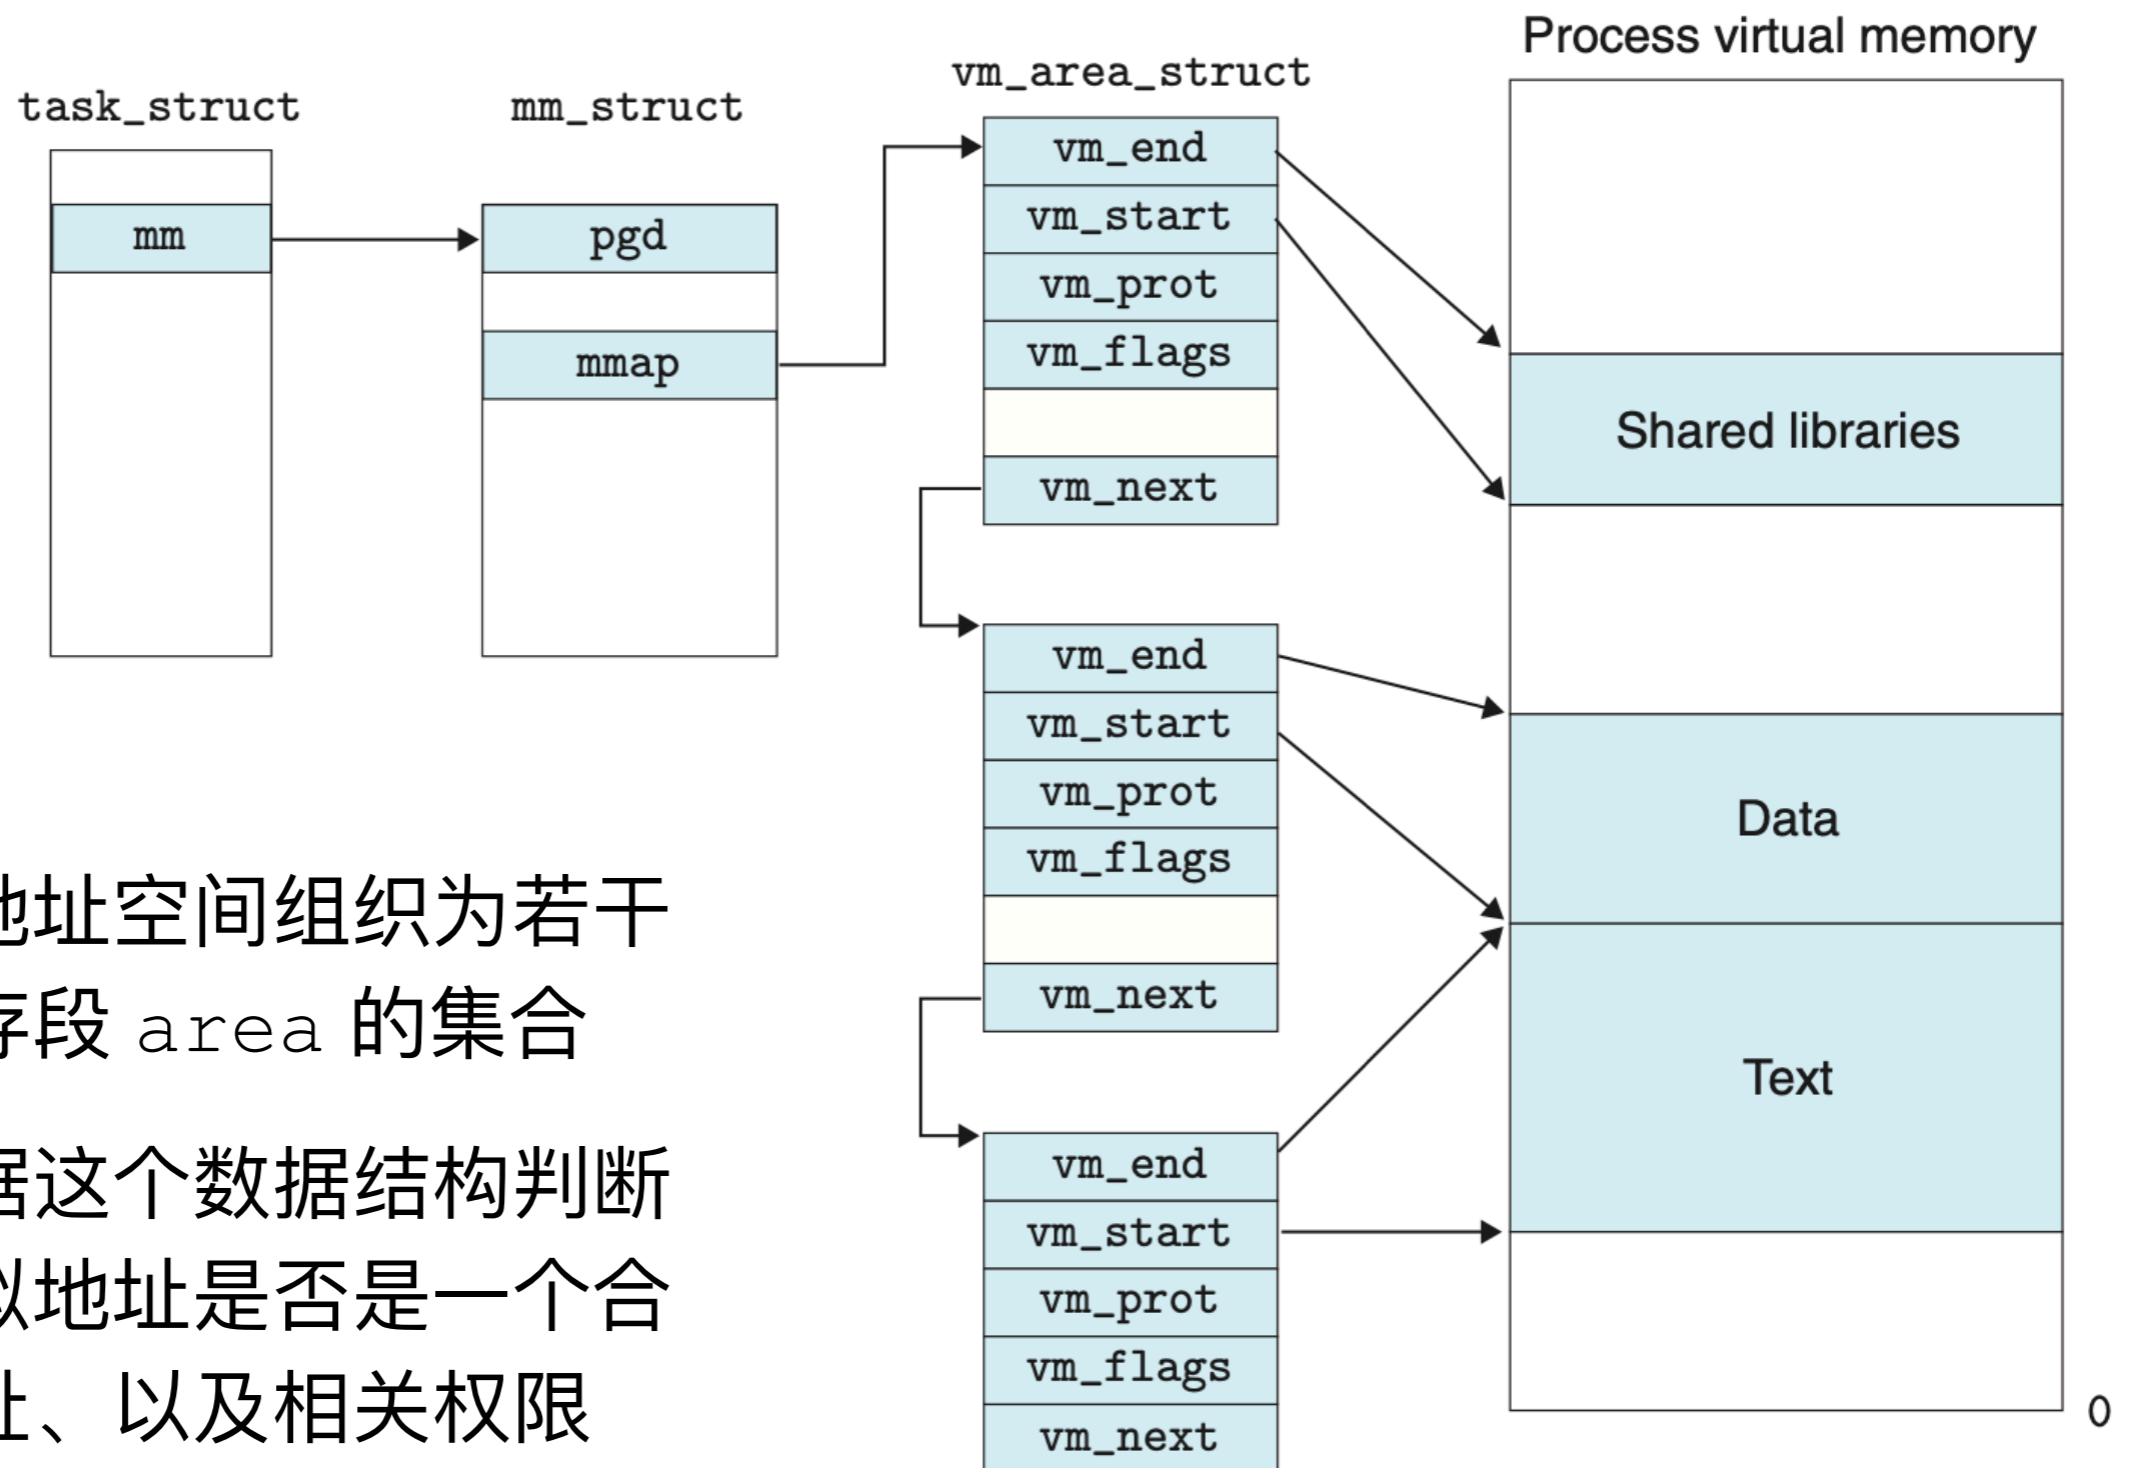 Process virtual memory
vm_area_struct
task_struct
mm_struct
mm
pgd
mmap
vm_end
vm_start
vm_prot
vm_flags
vm_next
vm_end
vm_start
vm_prot
vm_flags
vm_next
vm_end
vm_start
vm_prot
vm_flags
vm_next
Shared libraries
Data
Text
0
地址空间组织为若干
存段 area 的集合
据这个数据结构判断
拟地址是否是一个合
址、以及相关权限